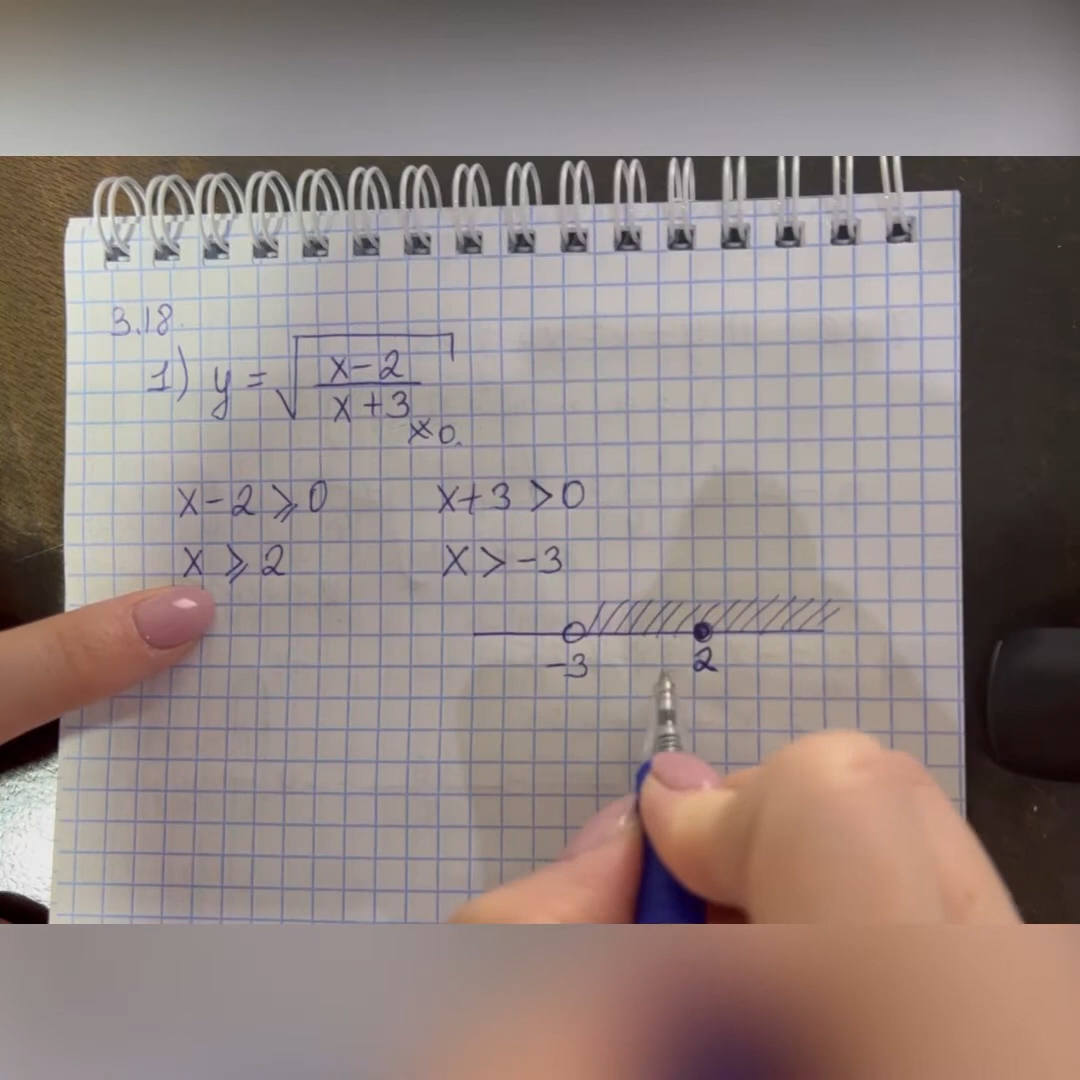 3.18.
1) y = √((x-2)/(x+3))
≠0.
x-2 ⩾ 0 x+3 > 0
x ⩾ 2 x > -3
-3 2